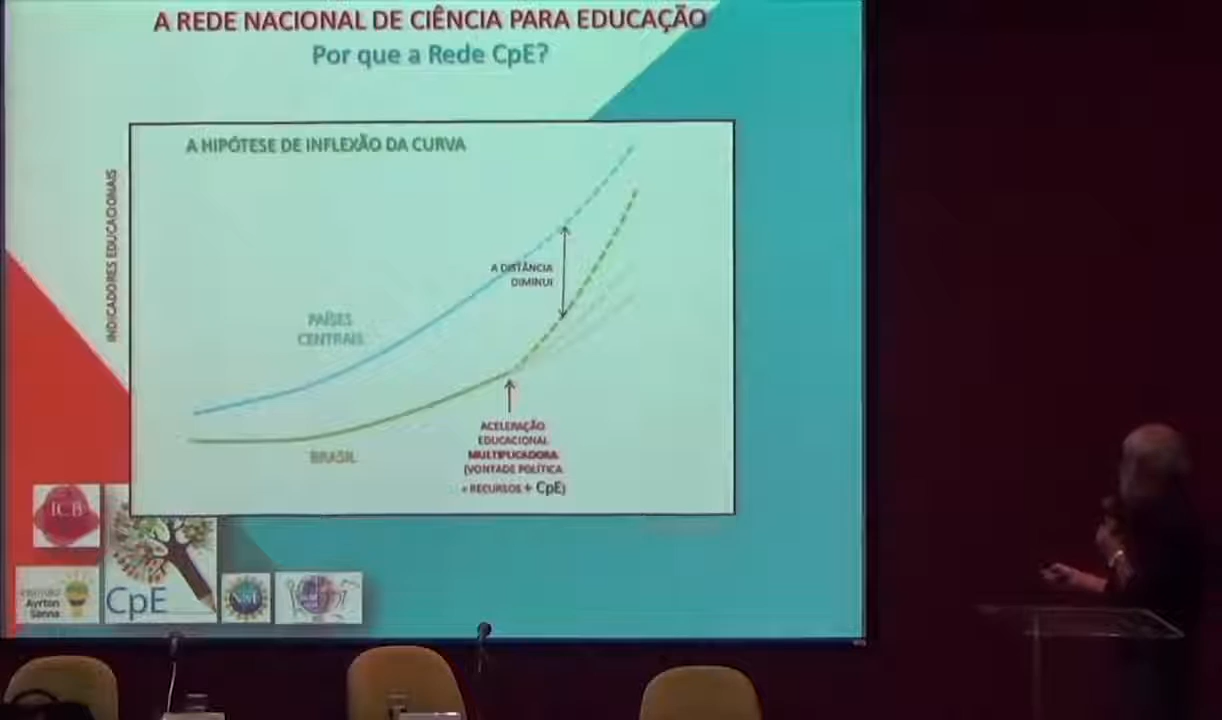 A REDE NACIONAL DE CIÊNCIA PARA EDUCAÇÃO
Por que a Rede CpE?
A HIPÓTESE DE INFLEXÃO DA CURVA
INDICADORES EDUCACIONAIS
A DISTÂNCIA
DIMINUI
PAÍSES
CENTRAIS
BRASIL
ACELERAÇÃO
EDUCACIONAL
MULTIPLICADORA
(VONTADE POLÍTICA
+ RECURSOS + CpE)
ICB
INSTITUTO
Ayrton
Senna
CpE